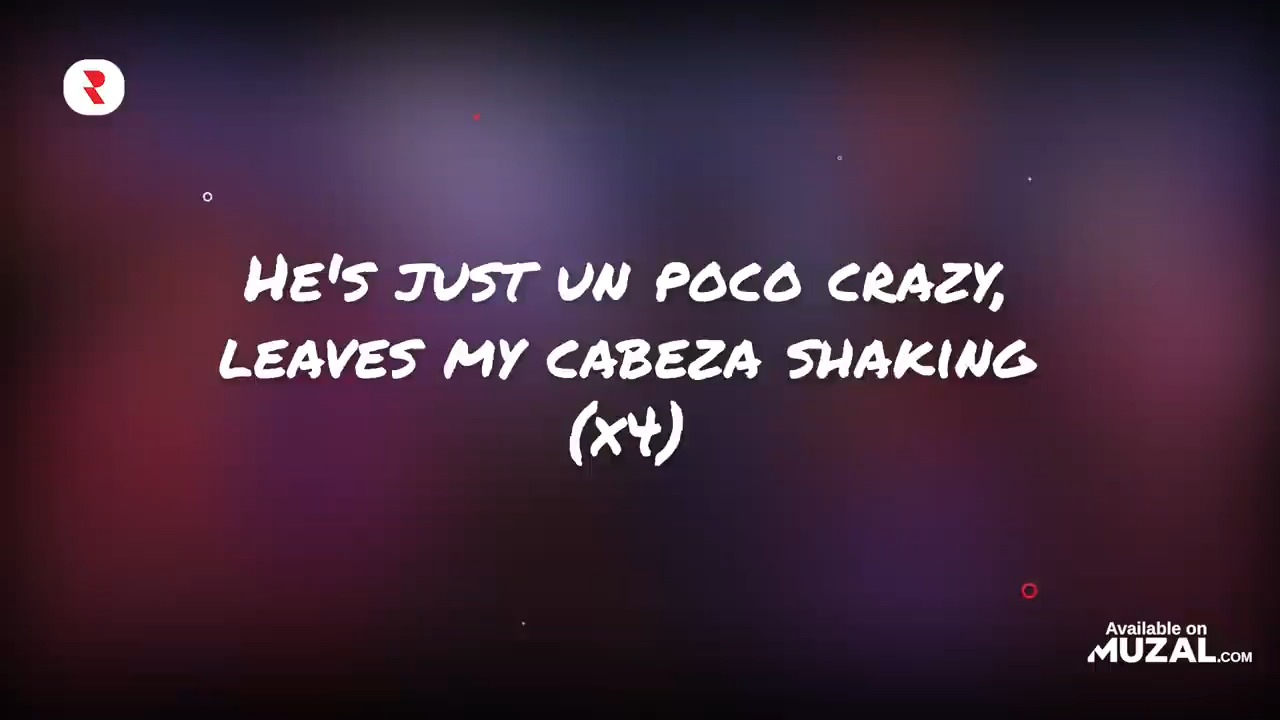 He's just un poco crazy,
leaves my cabeza shaking
(x4)
Available on
MUZAL.COM